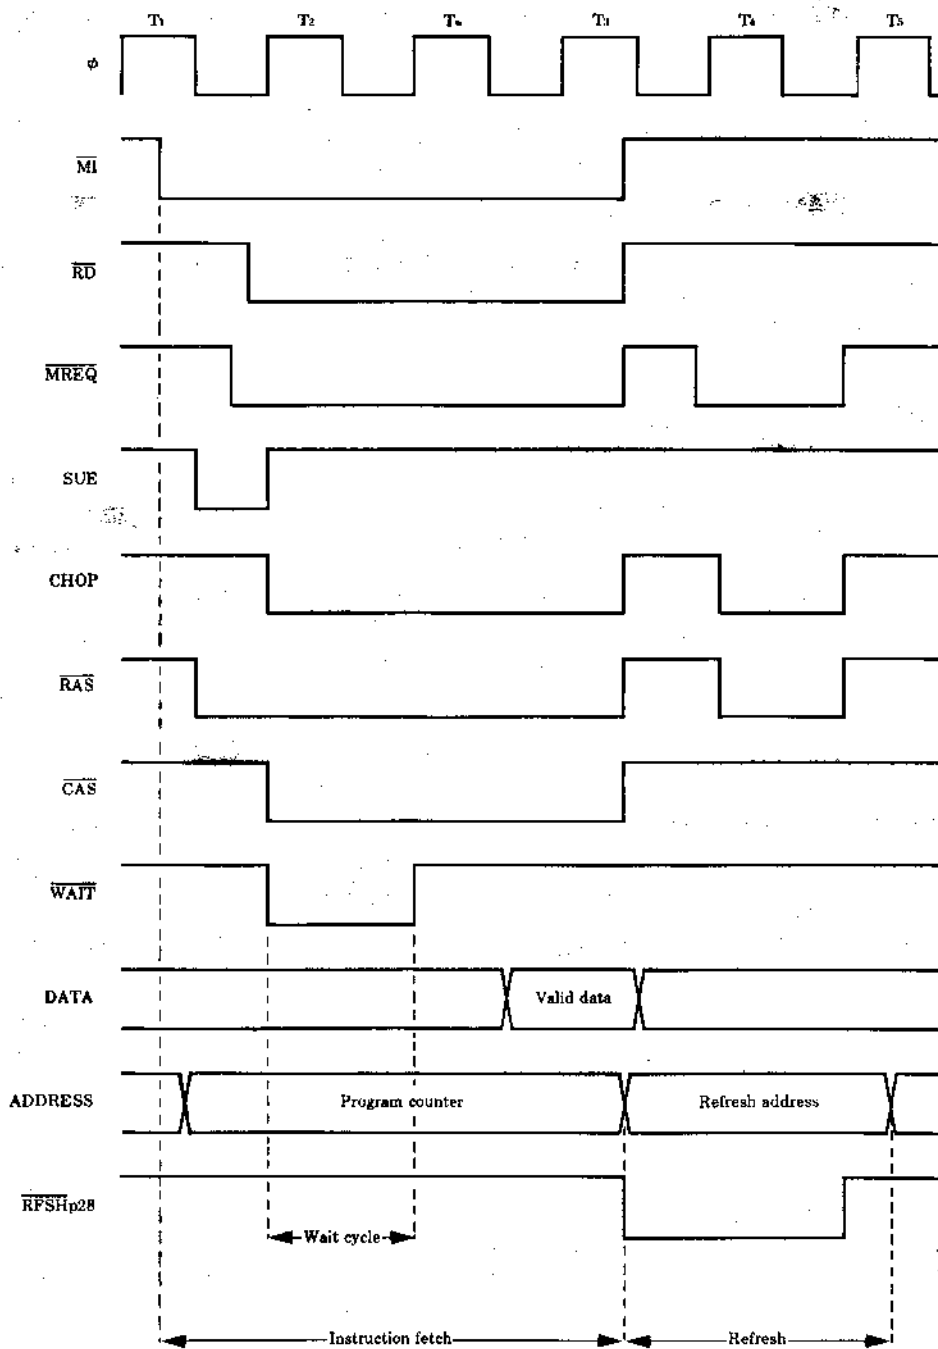 T₁ T₂ Tw T₃ T₄ T₅
φ
M1
RD
MREQ
SUE
CHOP
RAS
CAS
WAIT
DATA Valid data
ADDRESS Program counter Refresh address
RFSHp28
Wait cycle
Instruction fetch Refresh